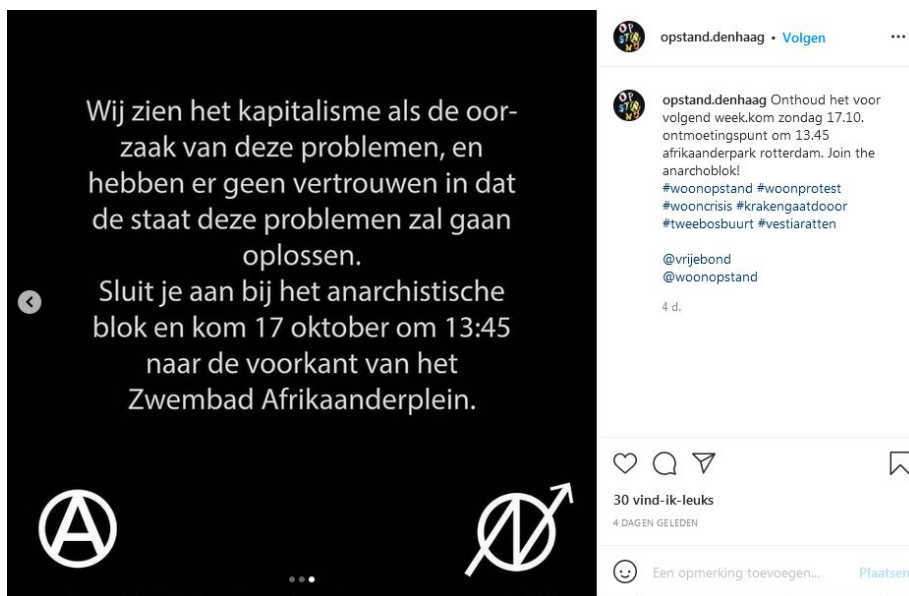 Wij zien het kapitalisme als de oor-
zaak van deze problemen, en
hebben er geen vertrouwen in dat
de staat deze problemen zal gaan
oplossen.
Sluit je aan bij het anarchistische
blok en kom 17 oktober om 13:45
naar de voorkant van het
Zwembad Afrikaanderplein.
opstand.denhaag • Volgen
opstand.denhaag Onthoud het voor
volgend week.kom zondag 17.10.
ontmoetingspunt om 13.45
afrikaanderpark rotterdam. Join the
anarchoblok!
#woonopstand #woonprotest
#wooncrisis #krakengaatdooor
#tweebosbuurt #vestiaratten
@vrijebond
@woonopstand
4 d.
30 vind-ik-leuks
4 DAGEN GELEDEN
Een opmerking toevoegen...
Plaatsen